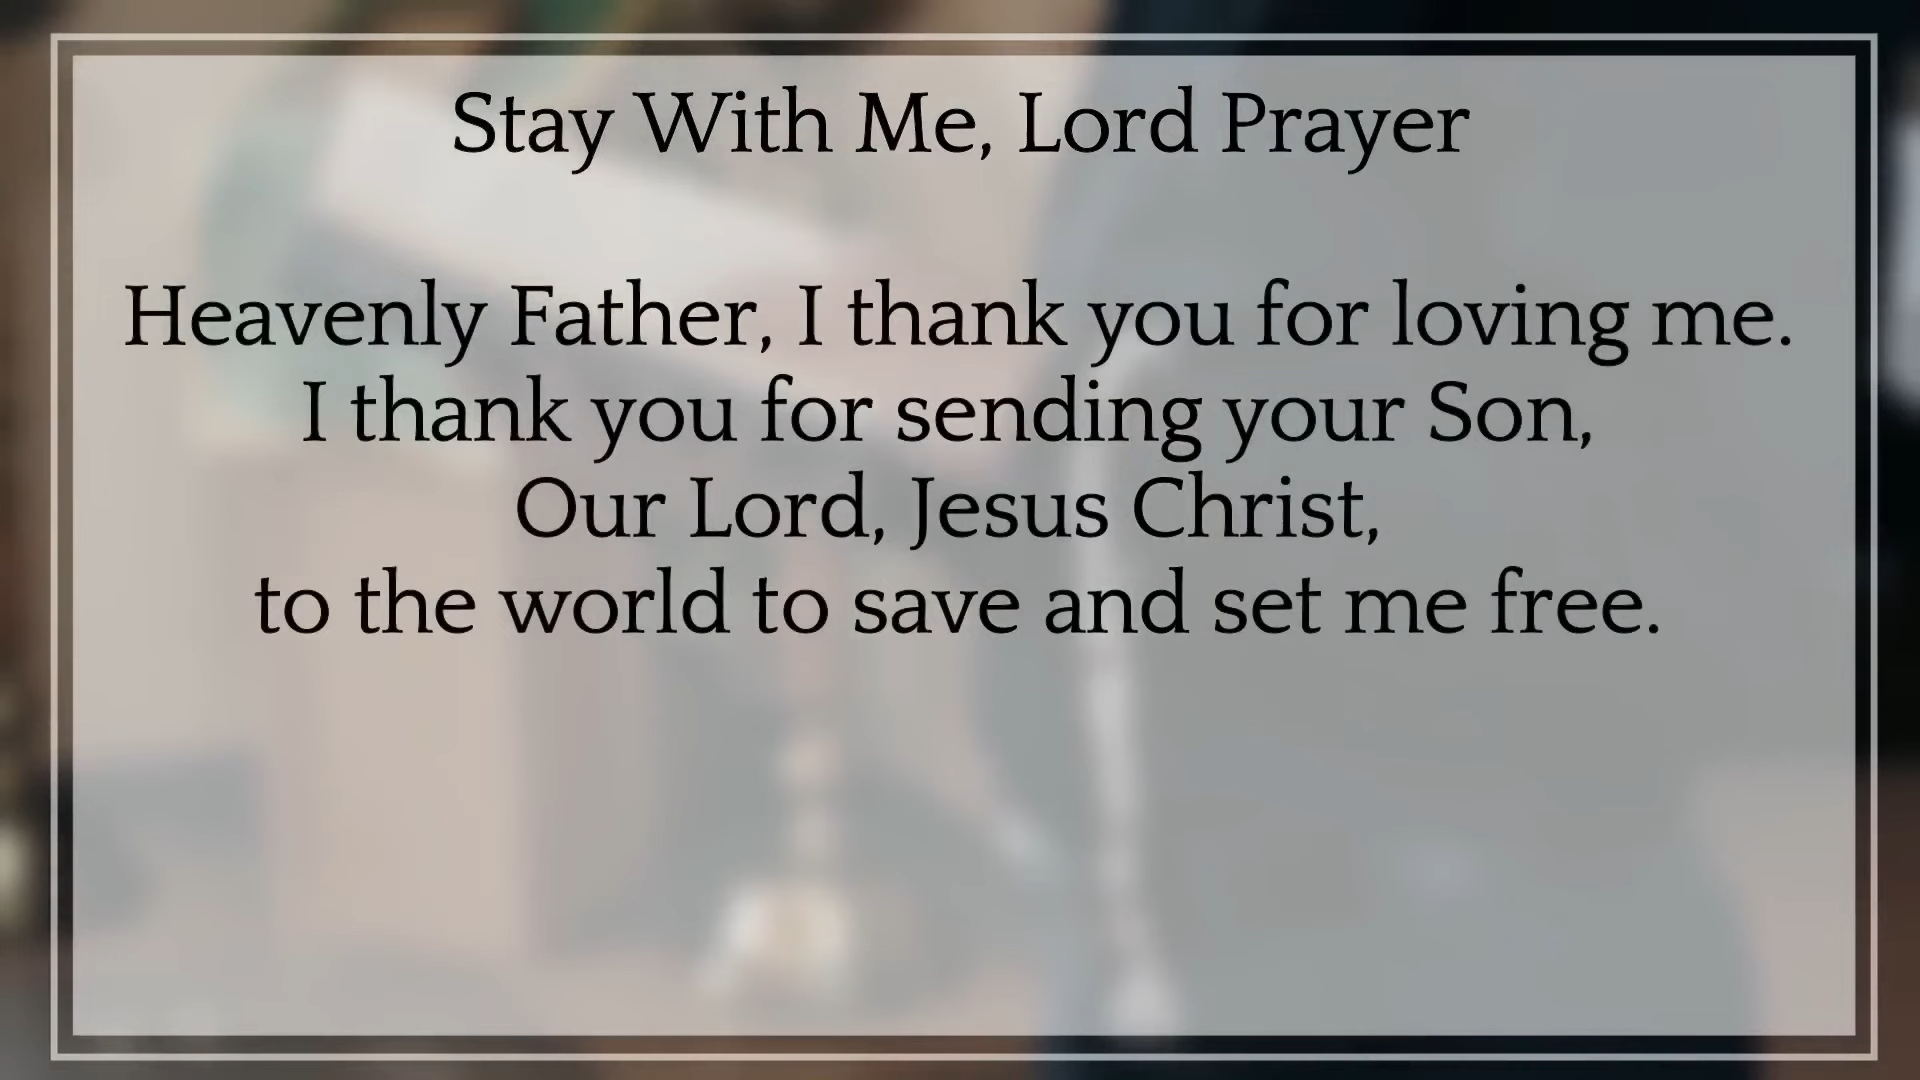 Stay With Me, Lord Prayer
Heavenly Father, I thank you for loving me.
I thank you for sending your Son,
Our Lord, Jesus Christ,
to the world to save and set me free.